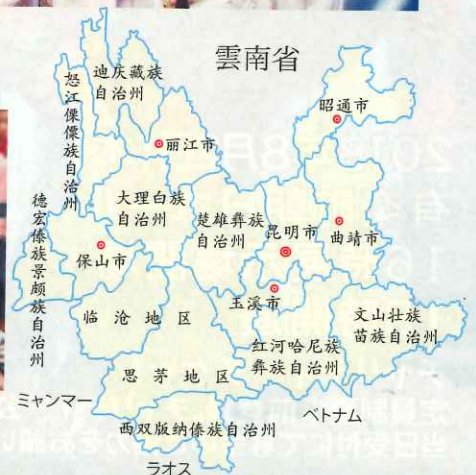 雲南省
迪庆藏族
自治州
怒江傈僳族自治州
丽江市
昭通市
大理白族
自治州
楚雄彝族
自治州
昆明市
曲靖市
德宏傣族景颇族自治州
保山市
临沧地区
玉溪市
红河哈尼族
彝族自治州
文山壮族
苗族自治州
思茅地区
西双版纳傣族自治州
ミャンマー
ベトナム
ラオス